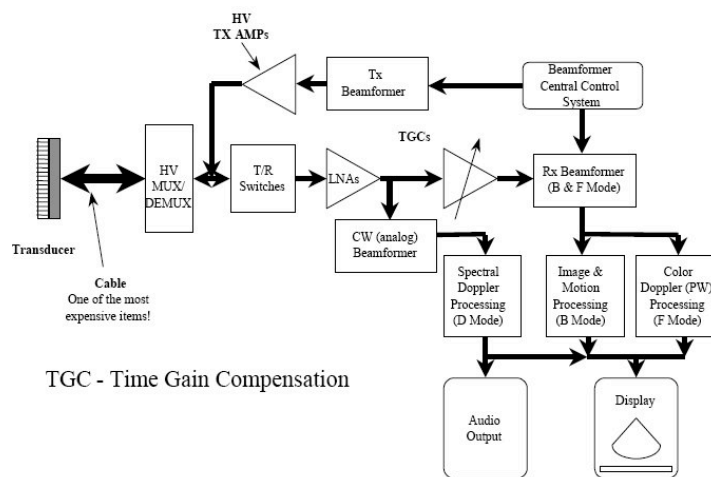 HV
TX AMPs
Tx
Beamformer
Beamformer
Central Control
System
TGCs
HV
MUX/
DEMUX
T/R
Switches
LNAs
Rx Beamformer
(B & F Mode)
Transducer
CW (analog)
Beamformer
Cable
One of the most
expensive items!
Spectral
Doppler
Processing
(D Mode)
Image &
Motion
Processing
(B Mode)
Color
Doppler (PW)
Processing
(F Mode)
TGC - Time Gain Compensation
Audio
Output
Display